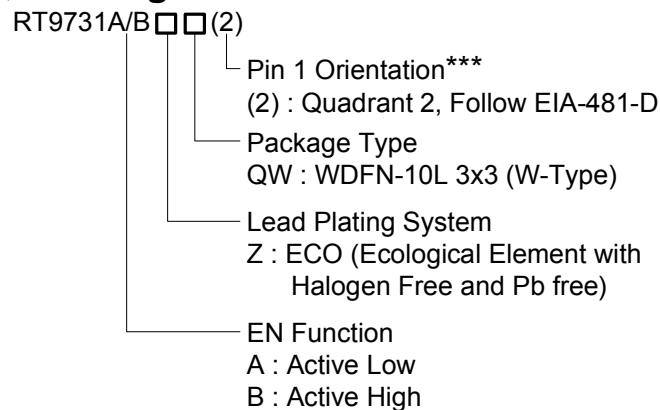 RT9731A/B□□(2)
Pin 1 Orientation***
(2) : Quadrant 2, Follow EIA-481-D
Package Type
QW : WDFN-10L 3x3 (W-Type)
Lead Plating System
Z : ECO (Ecological Element with
Halogen Free and Pb free)
EN Function
A : Active Low
B : Active High